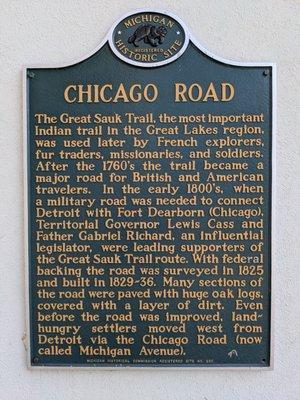 MICHIGAN
REGISTERED
HISTORIC SITE
CHICAGO ROAD
The Great Sauk Trail, the most important
Indian trail in the Great Lakes region,
was used later by French explorers,
fur traders, missionaries, and soldiers.
After the 1760's the trail became a
major road for British and American
travelers. In the early 1800's, when
a military road was needed to connect
Detroit with Fort Dearborn (Chicago),
Territorial Governor Lewis Cass and
Father Gabriel Richard, an influential
legislator, were leading supporters of
the Great Sauk Trail route. With federal
backing the road was surveyed in 1825
and built in 1829-36. Many sections of
the road were paved with huge oak logs,
covered with a layer of dirt. Even
before the road was improved, land-
hungry settlers moved west from
Detroit via the Chicago Road (now
called Michigan Avenue).
MICHIGAN HISTORICAL COMMISSION REGISTERED SITE NO.